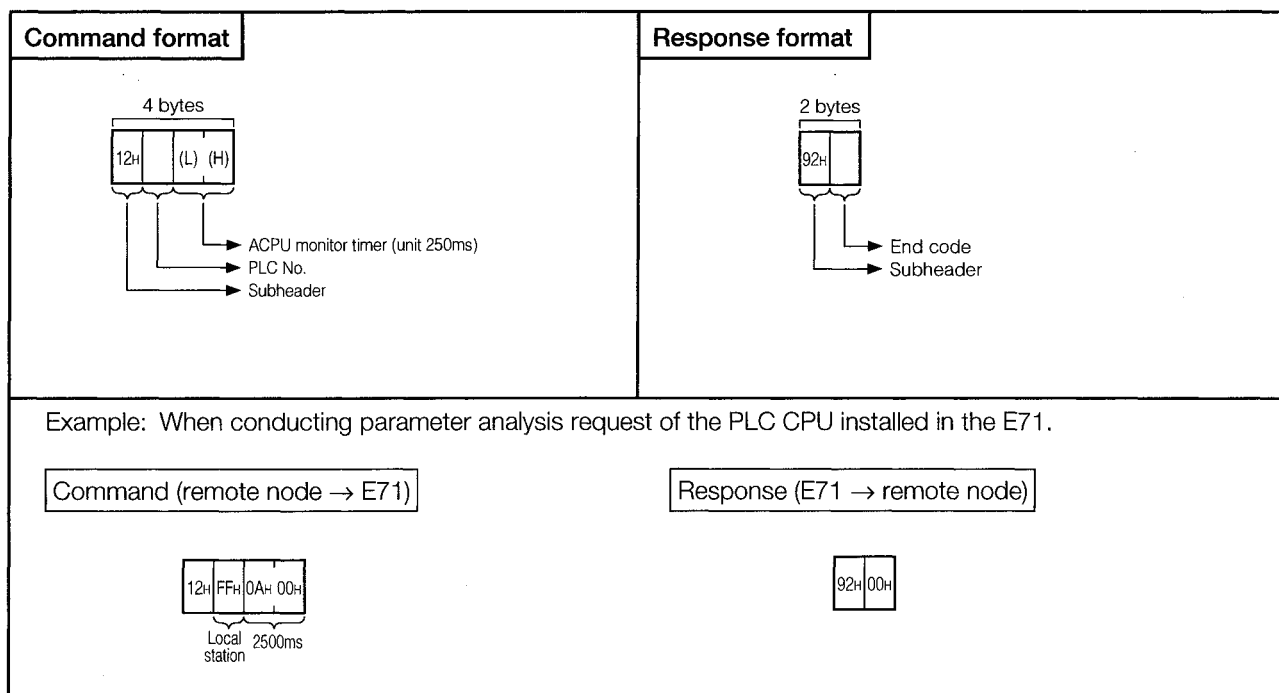 Command format
Response format
4 bytes
12H (L) (H)
ACPU monitor timer (unit 250ms)
PLC No.
Subheader
2 bytes
92H
End code
Subheader
Example: When conducting parameter analysis request of the PLC CPU installed in the E71.
Command (remote node → E71)
Response (E71 → remote node)
12H FFH 0AH 00H
Local station
2500ms
92H 00H